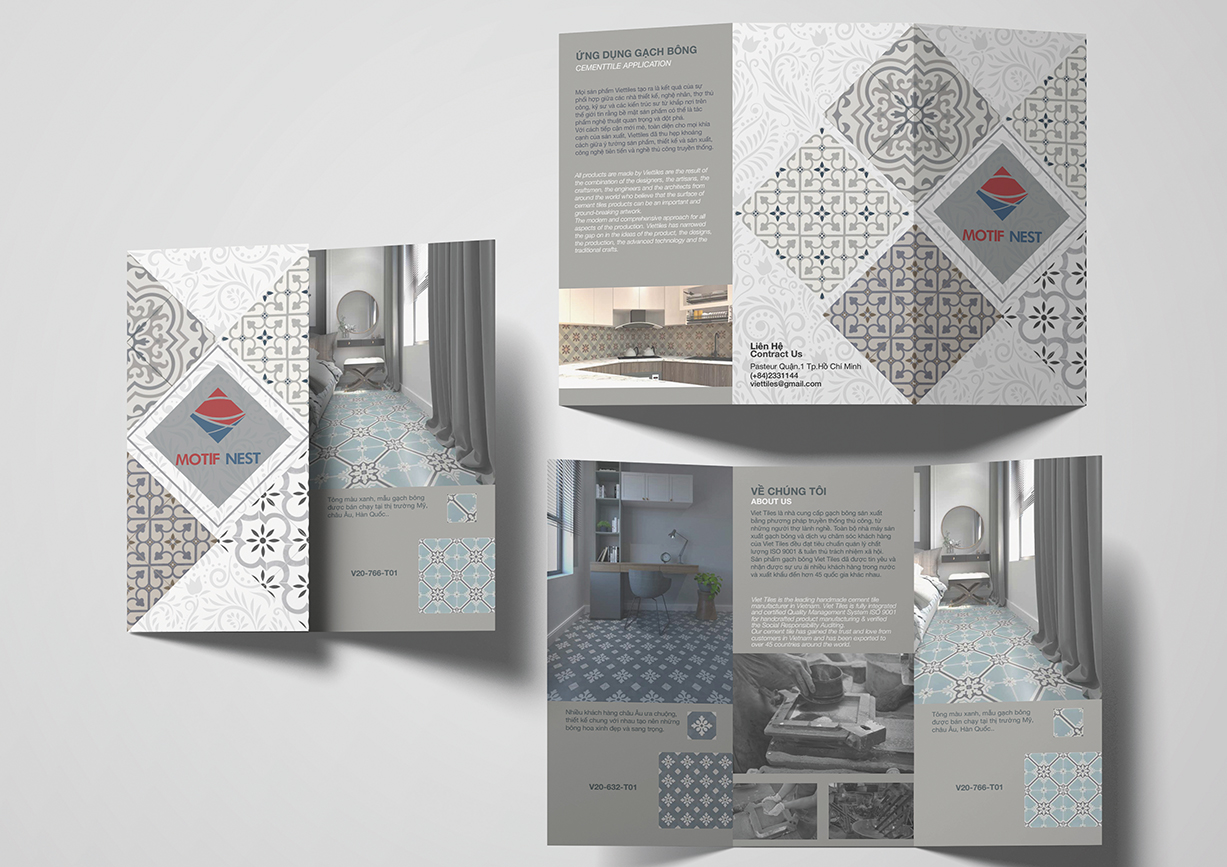 MOTIF NEST
Tông màu xanh, mẫu gạch bông
được bán chạy tại thị trường Mỹ,
châu Âu, Hàn Quốc..
V20-766-T01
ỨNG DỤNG GẠCH BÔNG
CEMENTTILE APPLICATION
Mọi sản phẩm Viettiles tạo ra là kết quả của sự
phối hợp giữa các nhà thiết kế, nghệ nhân, thợ thủ
công, kỹ sư và các kiến trúc sư từ khắp nơi trên
thế giới tin rằng bề mặt sản phẩm có thể là tác
phẩm nghệ thuật quan trọng và đột phá.
Với cách tiếp cận mới mẻ, toàn diện cho mọi khía
cạnh của sản xuất, Viettiles đã thu hẹp khoảng
cách giữa ý tưởng sản phẩm, thiết kế và sản xuất,
công nghệ tiên tiến và nghề thủ công truyền thống.
All products are made by Viettiles are the result of
the combination of the designers, the artisans, the
craftsmen, the engineers and the architects from
around the world who believe that the surface of
cement tiles products can be an important and
ground-breaking artwork.
The modern and comprehensive approach for all
aspects of the production. Viettiles has narrowed
the gap on in the ideas of the product, the designs,
the production, the advanced technology and the
traditional crafts.
Liên Hệ
Contract Us
Pasteur Quận.1 Tp.Hồ Chí Minh
(+84)2331144
viettiles@gmail.com
MOTIF NEST
Nhiều khách hàng châu Âu ưa chuộng,
thiết kế chung với nhau tạo nên những
bông hoa xinh đẹp và sang trọng.
V20-632-T01
VỀ CHÚNG TÔI
ABOUT US
Viet Tiles là nhà cung cấp gạch bông sản xuất
bằng phương pháp truyền thống thủ công, từ
những người thợ lành nghề. Toàn bộ nhà máy sản
xuất gạch bông và dịch vụ chăm sóc khách hàng
của Viet Tiles đều đạt tiêu chuẩn quản lý chất
lượng ISO 9001 & tuân thủ trách nhiệm xã hội.
Sản phẩm gạch bông Viet Tiles đã được tin yêu và
nhận được sự ưu ái nhiều khách hàng trong nước
và xuất khẩu đến hơn 45 quốc gia khác nhau.
Viet Tiles is the leading handmade cement tile
manufacturer in Vietnam. Viet Tile is fully integrated
and certified Quality Management System ISO 9001
for handcrafted product manufacturing & verified
the Social Responsibility Auditing.
Our cement tile has gained the trust and love from
customers in Vietnam and has been exported to
over 45 countries around the world.
Tông màu xanh, mẫu gạch bông
được bán chạy tại thị trường Mỹ,
châu Âu, Hàn Quốc..
V20-766-T01